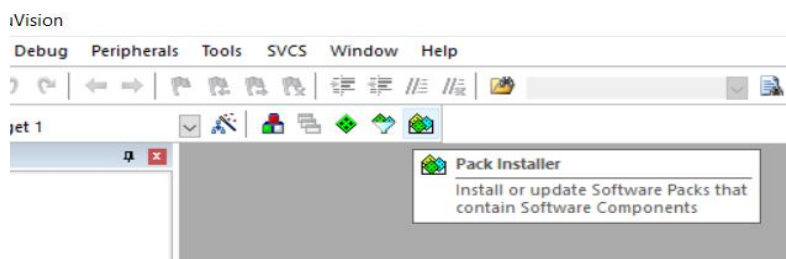 uVision
Debug Peripherals Tools SVCS Window Help
get 1
Pack Installer
Install or update Software Packs that
contain Software Components